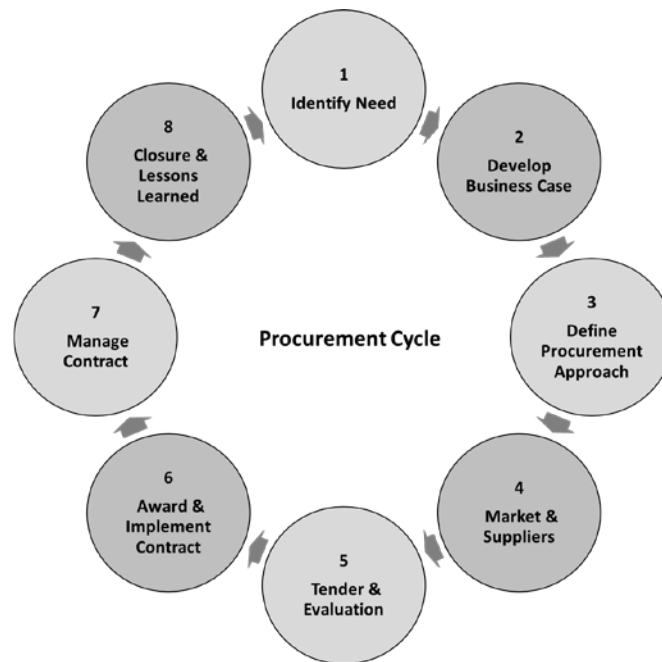 1
Identify Need
2
Develop
Business Case
3
Define
Procurement
Approach
4
Market &
Suppliers
5
Tender &
Evaluation
6
Award &
Implement
Contract
7
Manage
Contract
8
Closure &
Lessons
Learned
Procurement Cycle